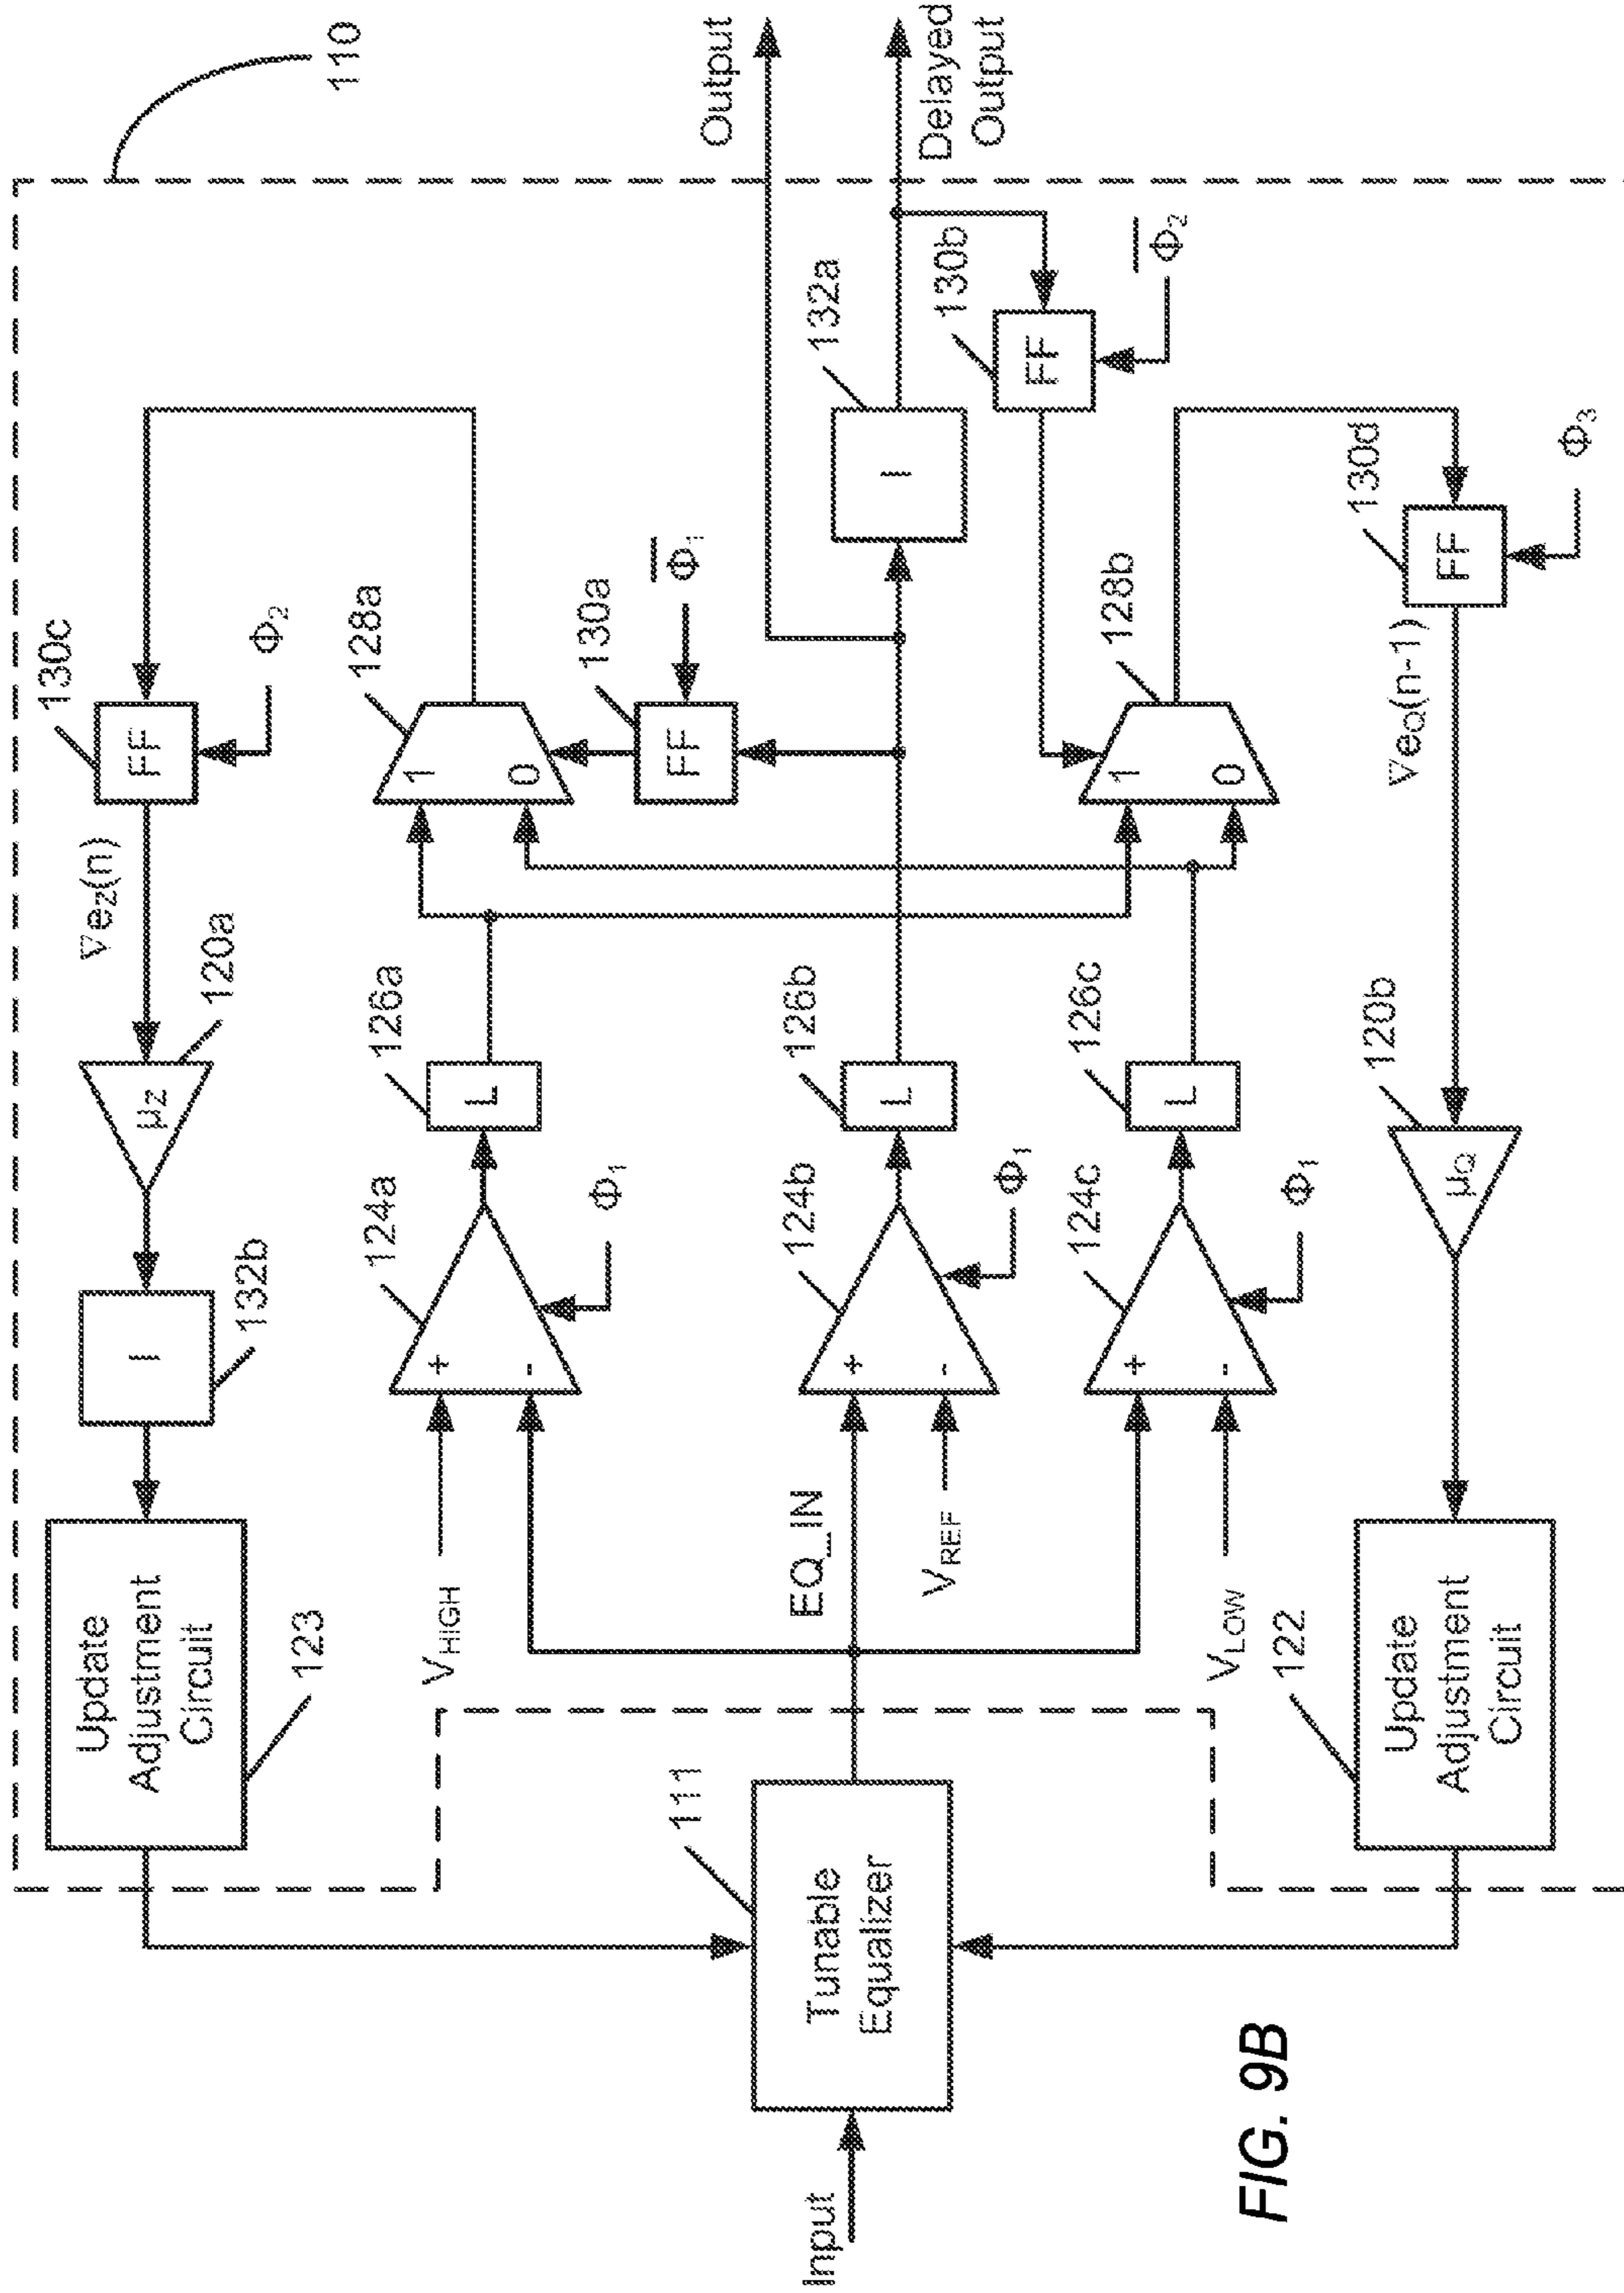 110
Output
Delayed
Output
130c
FF
Φ2
∇eZ(n)
120a
μZ
132b
I
Update
Adjustment
Circuit
123
128a
1
0
130a
FF
Φ1
126a
L
124a
+
-
Φ1
VHIGH
132a
I
126b
L
124b
+
-
Φ1
EQ_IN
VREF
130b
FF
Φ2
128b
1
0
126c
L
124c
+
-
Φ1
VLOW
130d
FF
Φ3
∇eQ(n-1)
120b
μQ
Update
Adjustment
Circuit
122
111
Tunable
Equalizer
Input
FIG. 9B